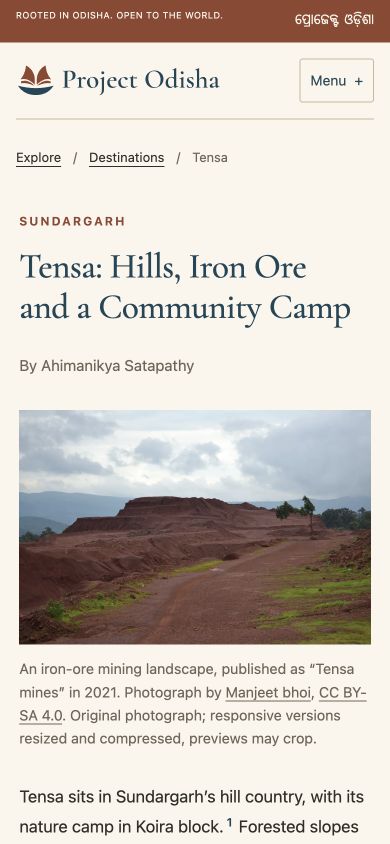 ROOTED IN ODISHA. OPEN TO THE WORLD.
ପ୍ରୋଜେକ୍ଟ ଓଡ଼ିଶା
Project Odisha
Menu +
Explore / Destinations / Tensa
SUNDARGARH
Tensa: Hills, Iron Ore
and a Community Camp
By Ahimanikya Satapathy
An iron-ore mining landscape, published as “Tensa
mines” in 2021. Photograph by Manjeet bhoi, CC BY-
SA 4.0. Original photograph; responsive versions
resized and compressed, previews may crop.
Tensa sits in Sundargarh’s hill country, with its
nature camp in Koira block. 1 Forested slopes